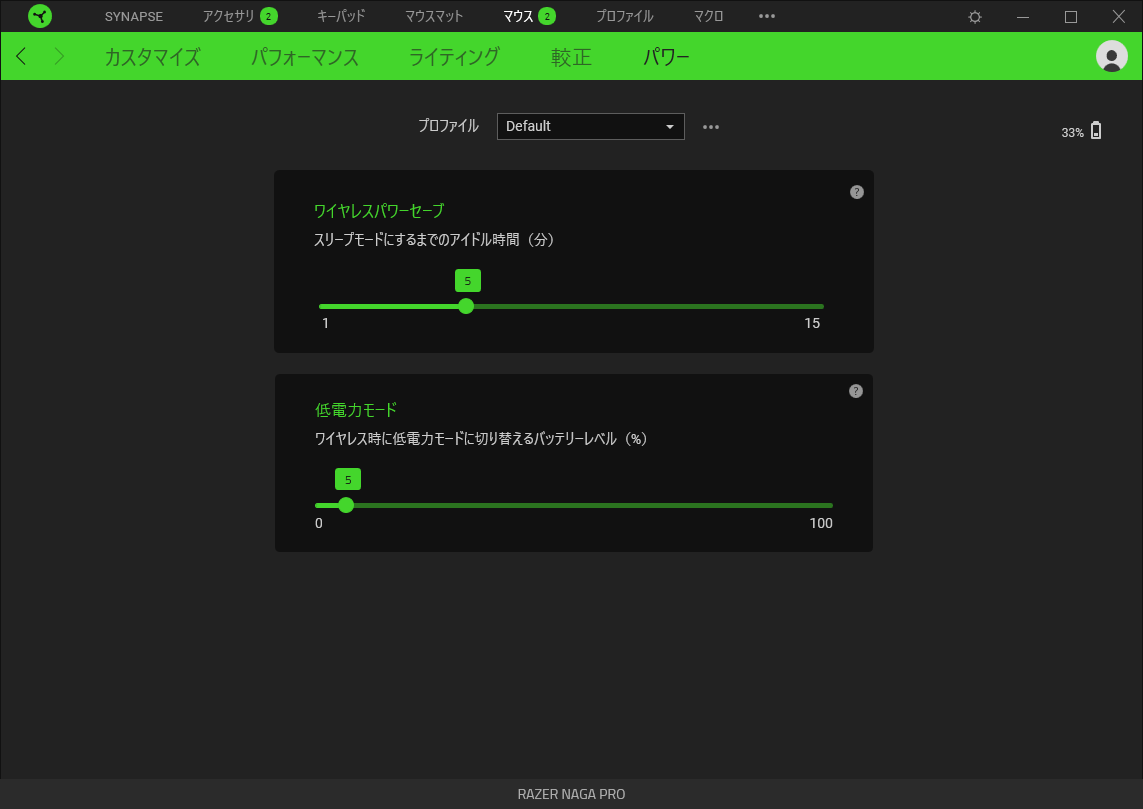 SYNAPSE アクセサリ 2 キーパッド マウスマット マウス 2 プロファイル マクロ •••
カスタマイズ パフォーマンス ライティング 較正 パワー
プロファイル Default •••
33%
?
ワイヤレスパワーセーブ
スリープモードにするまでのアイドル時間（分）
5
1 15
?
低電力モード
ワイヤレス時に低電力モードに切り替えるバッテリーレベル（%）
5
0 100
RAZER NAGA PRO